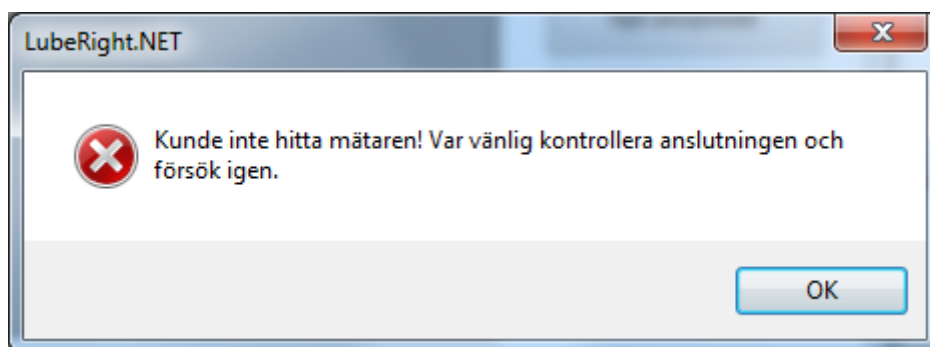 LubeRight.NET
Kunde inte hitta mätaren! Var vänlig kontrollera anslutningen och
försök igen.
OK